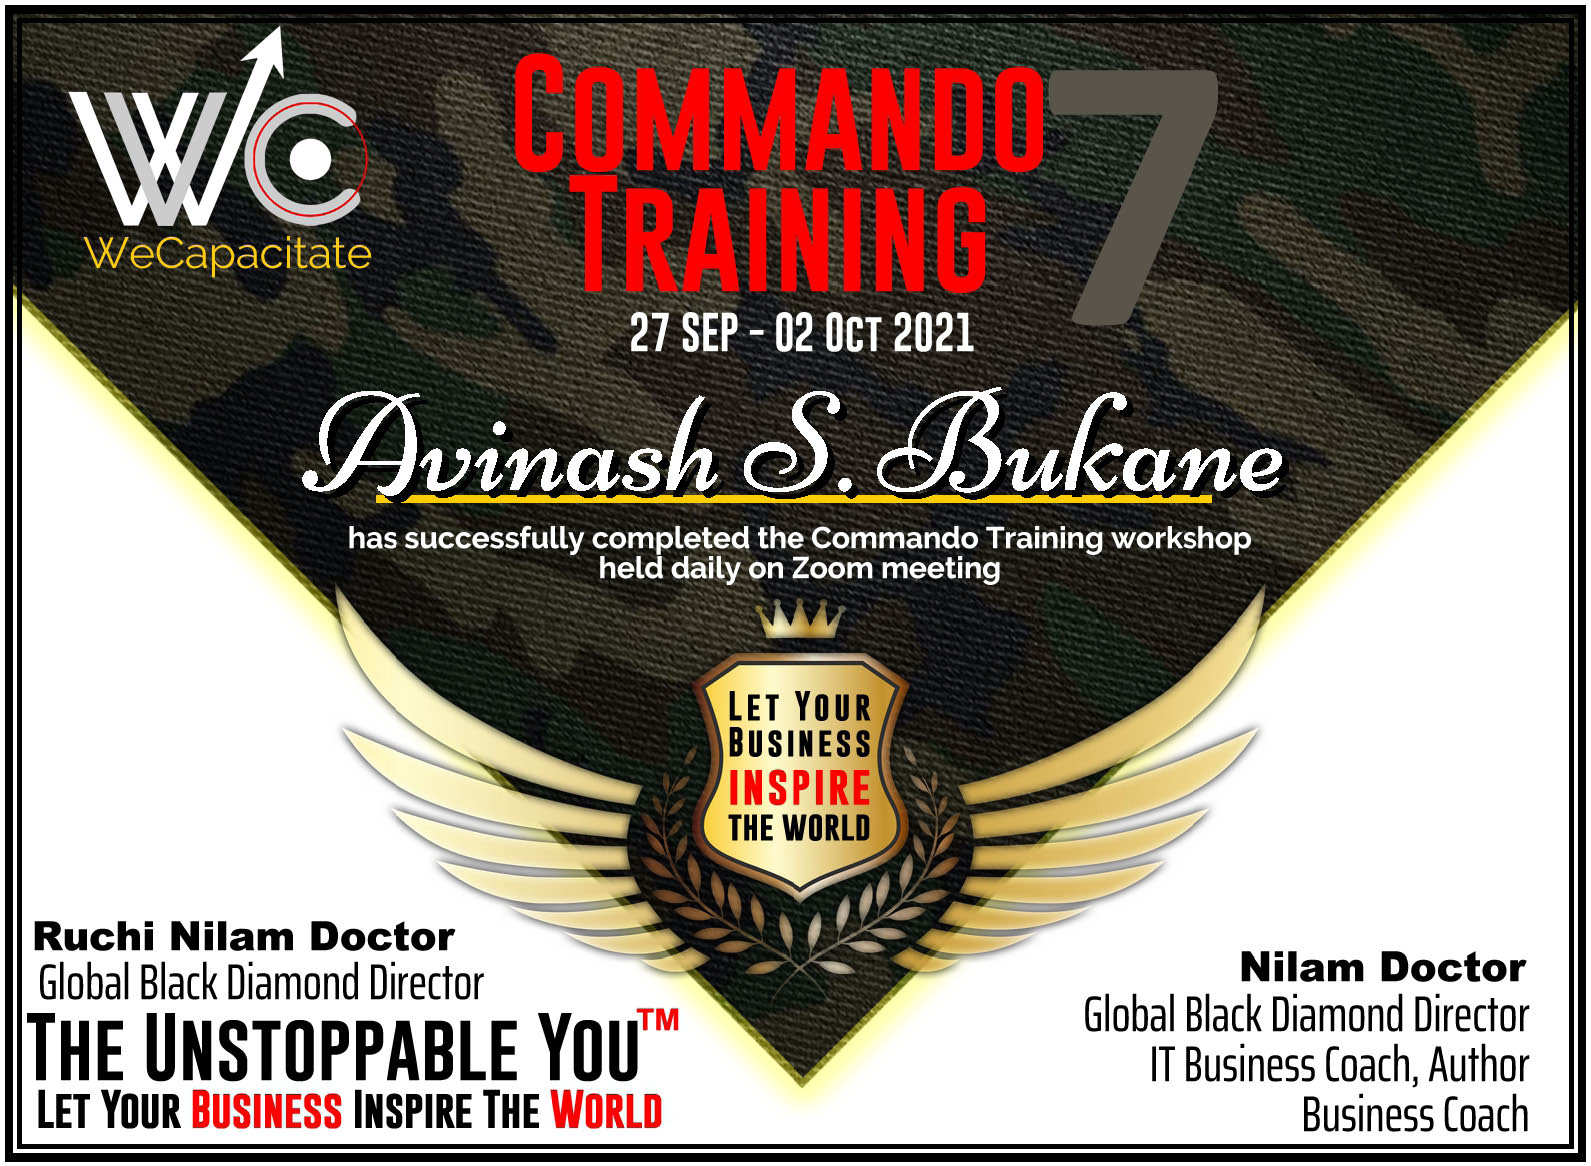 WC
WeCapacitate
COMMANDO
TRAINING
7
27 SEP - 02 OCT 2021
Avinash S. Bukane
has successfully completed the Commando Training workshop
held daily on Zoom meeting
LET YOUR
BUSINESS
INSPIRE
THE WORLD
Ruchi Nilam Doctor
Global Black Diamond Director
THE UNSTOPPABLE YOU™
LET YOUR BUSINESS INSPIRE THE WORLD
Nilam Doctor
Global Black Diamond Director
IT Business Coach, Author
Business Coach